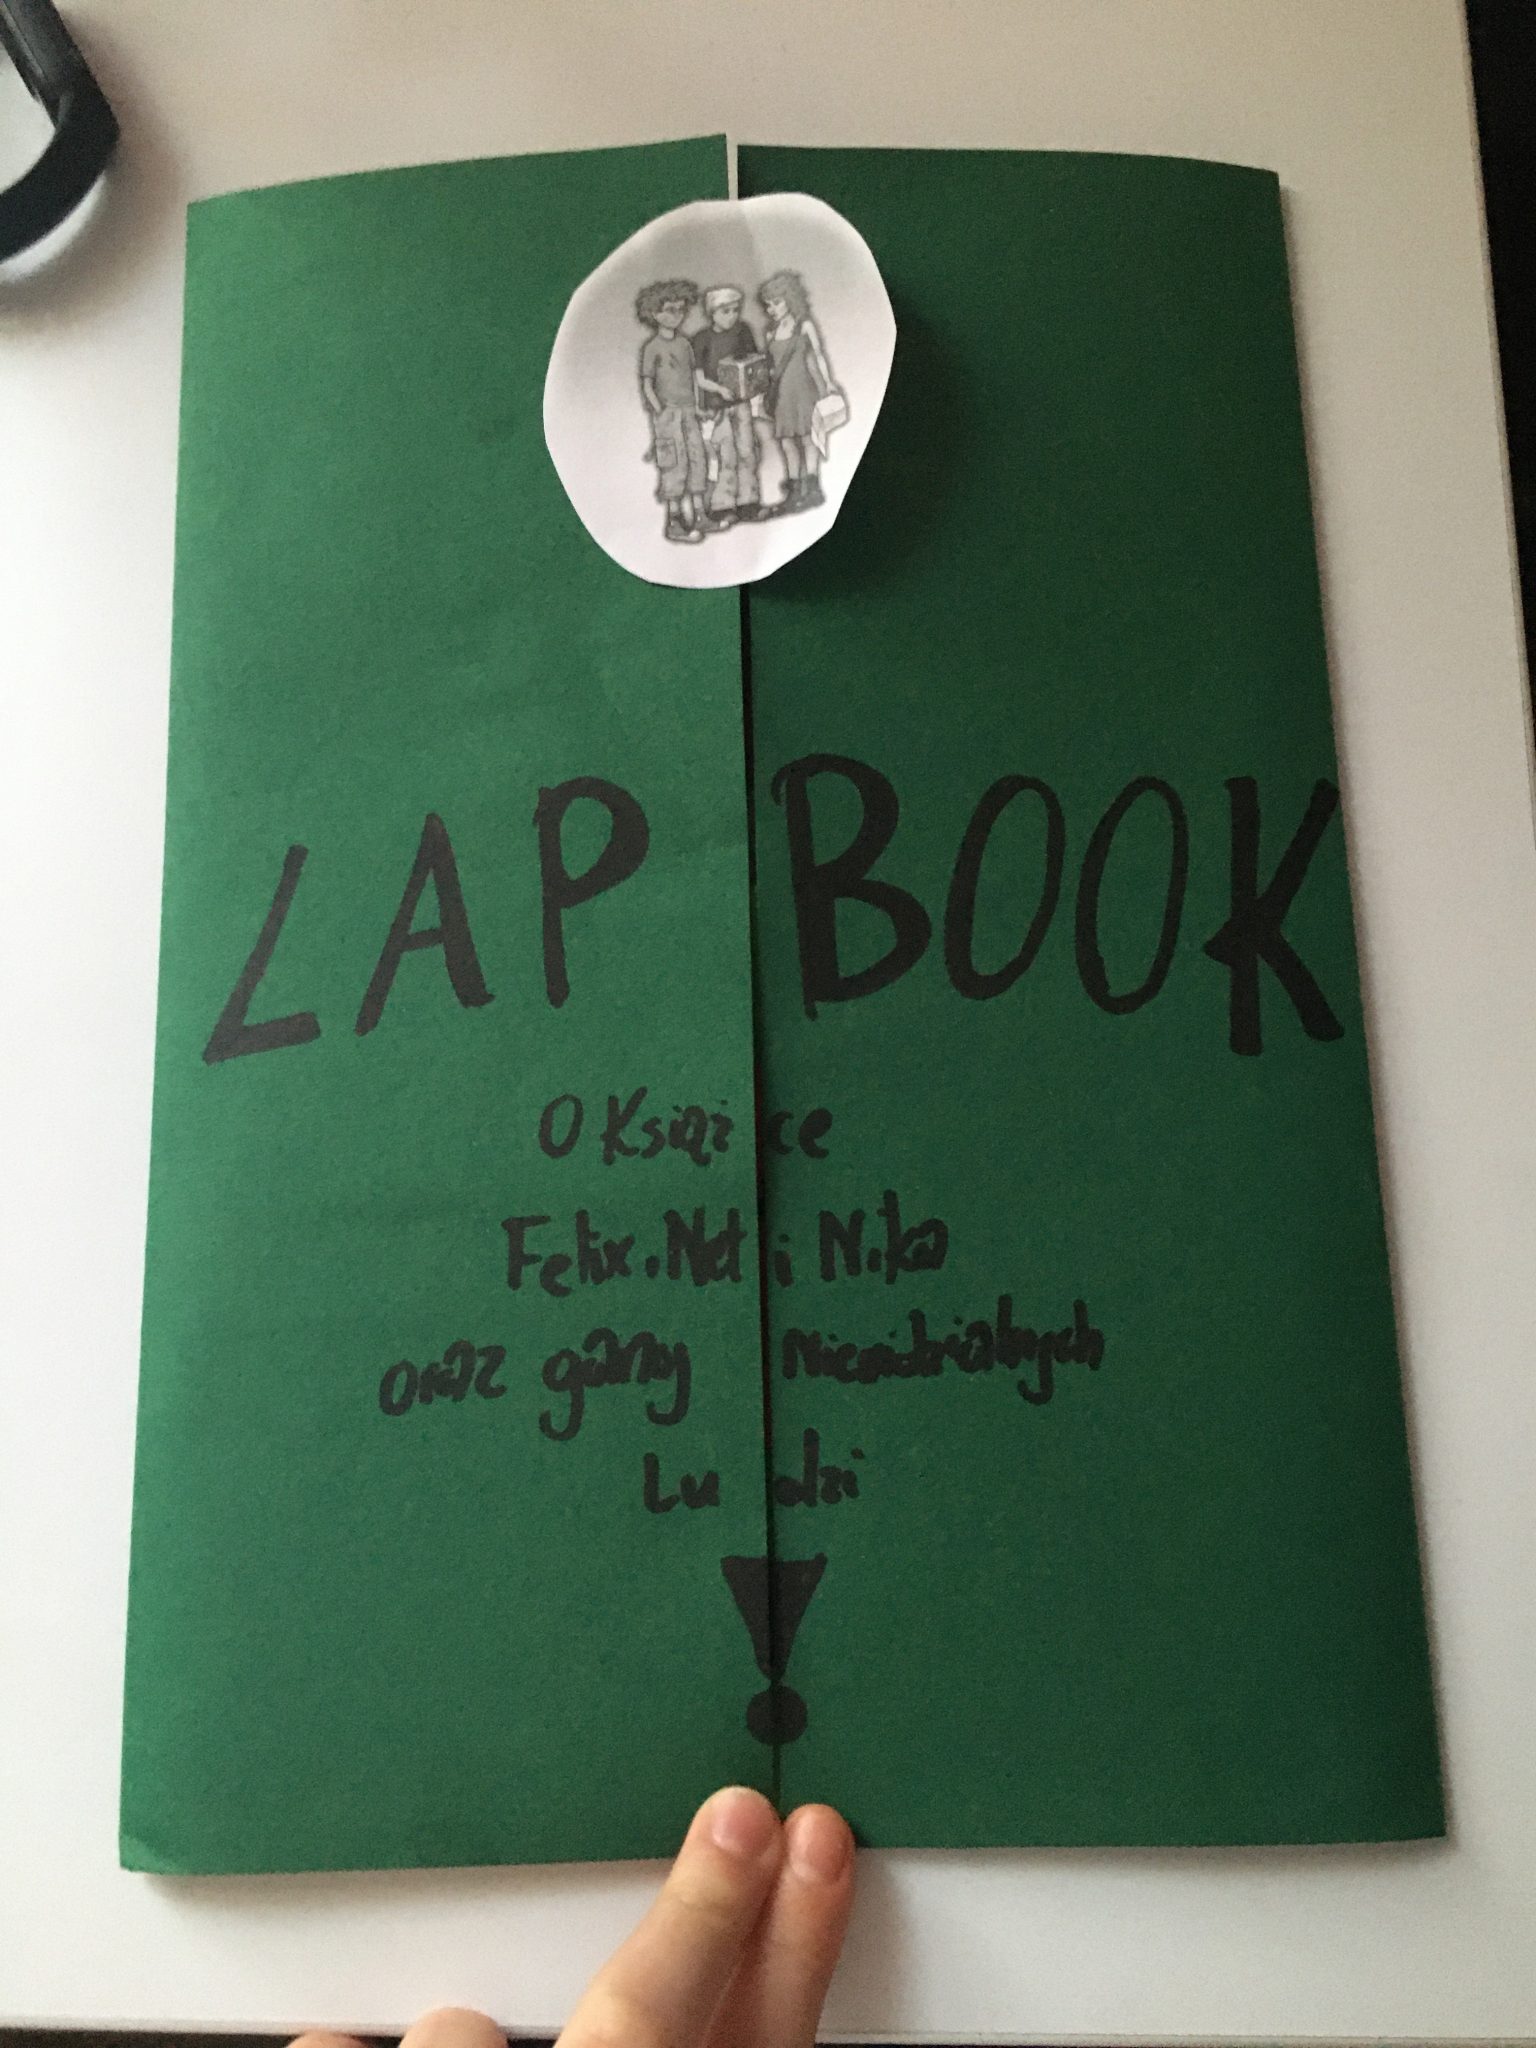 LAP BOOK
O Książce
Felix.Net i Nika
oraz gang Niewidzialnych
Ludzi
!